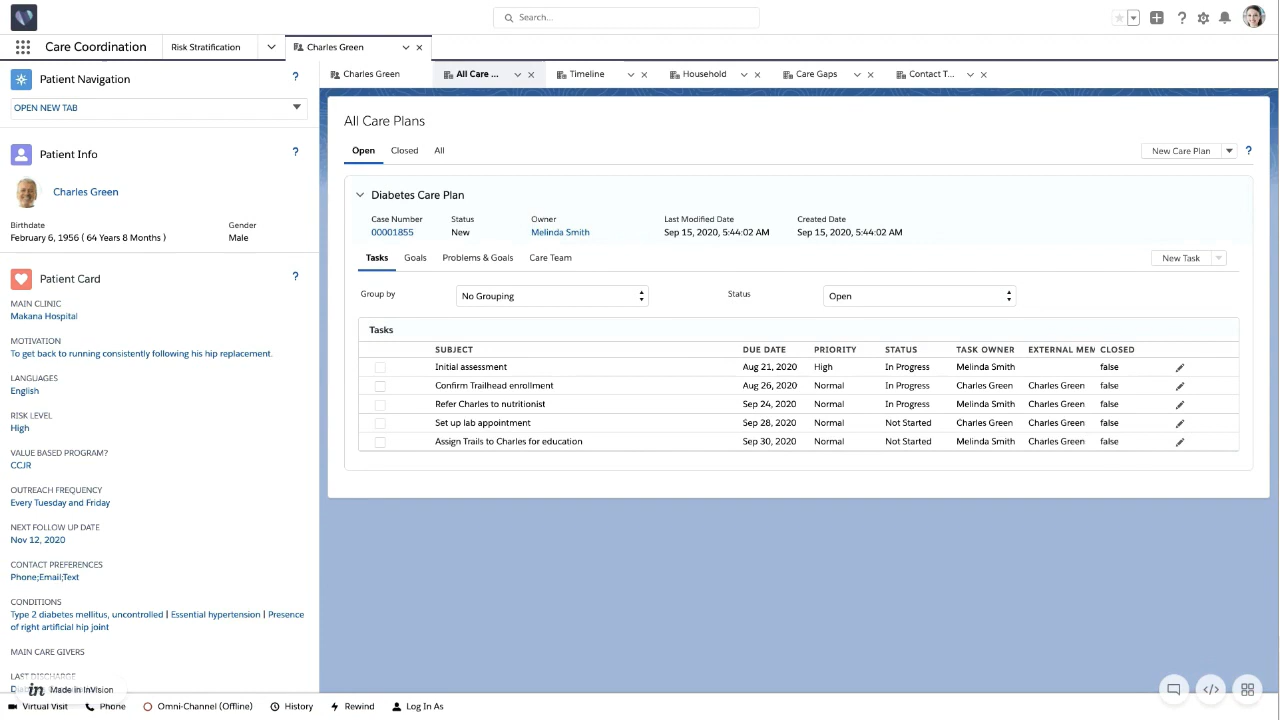 Search...
Care Coordination
Risk Stratification
Charles Green
Charles Green
All Care ...
Timeline
Household
Care Gaps
Contact T...
Patient Navigation
OPEN NEW TAB
Patient Info
Charles Green
Birthdate Gender
February 6, 1956 ( 64 Years 8 Months ) Male
Patient Card
MAIN CLINIC
Makana Hospital
MOTIVATION
To get back to running consistently following his hip replacement.
LANGUAGES
English
RISK LEVEL
High
VALUE BASED PROGRAM?
CCJR
OUTREACH FREQUENCY
Every Tuesday and Friday
NEXT FOLLOW UP DATE
Nov 12, 2020
CONTACT PREFERENCES
Phone;Email;Text
CONDITIONS
Type 2 diabetes mellitus, uncontrolled | Essential hypertension | Presence
of right artificial hip joint
MAIN CARE GIVERS
LAST DISCHARGE
in Made in InVision
All Care Plans
Open Closed All
New Care Plan
Diabetes Care Plan
Case Number Status Owner Last Modified Date Created Date
00001855 New Melinda Smith Sep 15, 2020, 5:44:02 AM Sep 15, 2020, 5:44:02 AM
Tasks Goals Problems & Goals Care Team New Task
Group by No Grouping Status Open
Tasks
SUBJECT DUE DATE PRIORITY STATUS TASK OWNER EXTERNAL MEM CLOSED
Initial assessment Aug 21, 2020 High In Progress Melinda Smith false
Confirm Trailhead enrollment Aug 26, 2020 Normal In Progress Charles Green Charles Green false
Refer Charles to nutritionist Sep 24, 2020 Normal In Progress Charles Green Charles Green false
Set up lab appointment Sep 28, 2020 Normal Not Started Charles Green Charles Green false
Assign Trails to Charles for education Sep 30, 2020 Normal Not Started Melinda Smith Charles Green false
Virtual Visit Phone Omni-Channel (Offline) History Rewind Log In As